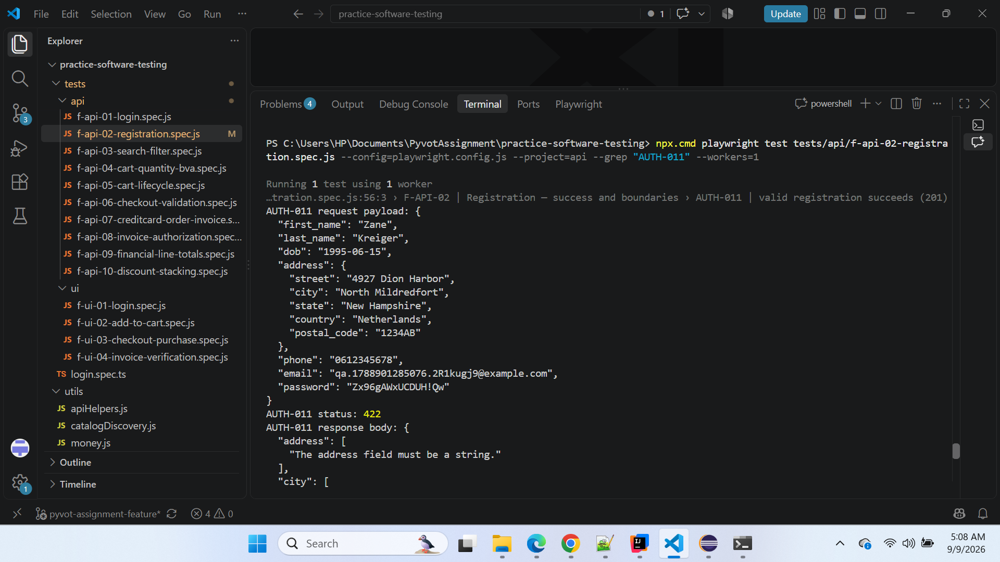 File Edit Selection View Go Run ···
practice-software-testing
1
Update
Explorer
practice-software-testing
tests
api
JS f-api-01-login.spec.js
JS f-api-02-registration.spec.js M
JS f-api-03-search-filter.spec.js
JS f-api-04-cart-quantity-bva.spec.js
JS f-api-05-cart-lifecycle.spec.js
JS f-api-06-checkout-validation.spec.js
JS f-api-07-creditcard-order-invoice.s...
JS f-api-08-invoice-authorization.spec...
JS f-api-09-financial-line-totals.spec.js
JS f-api-10-discount-stacking.spec.js
ui
JS f-ui-01-login.spec.js
JS f-ui-02-add-to-cart.spec.js
JS f-ui-03-checkout-purchase.spec.js
JS f-ui-04-invoice-verification.spec.js
TS login.spec.ts
utils
JS apiHelpers.js
JS catalogDiscovery.js
JS money.js
Outline
Timeline
3
1
Problems 4 Output Debug Console Terminal Ports Playwright
powershell
PS C:\Users\HP\Documents\PyvotAssignment\practice-software-testing> npx.cmd playwright test tests/api/f-api-02-registra
tion.spec.js --config=playwright.config.js --project=api --grep "AUTH-011" --workers=1
Running 1 test using 1 worker
…tration.spec.js:56:3 › F-API-02 | Registration — success and boundaries › AUTH-011 | valid registration succeeds (201)
AUTH-011 request payload: {
"first_name": "Zane",
"last_name": "Kreiger",
"dob": "1995-06-15",
"address": {
"street": "4927 Dion Harbor",
"city": "North Mildredfort",
"state": "New Hampshire",
"country": "Netherlands",
"postal_code": "1234AB"
},
"phone": "0612345678",
"email": "qa.1788901285076.2R1kugj9@example.com",
"password": "Zx96gAWxUCDUH!Qw"
}
AUTH-011 status: 422
AUTH-011 response body: {
"address": [
"The address field must be a string."
],
"city": [
pyvot-assignment-feature* 4 0
Search
5:08 AM
9/9/2026